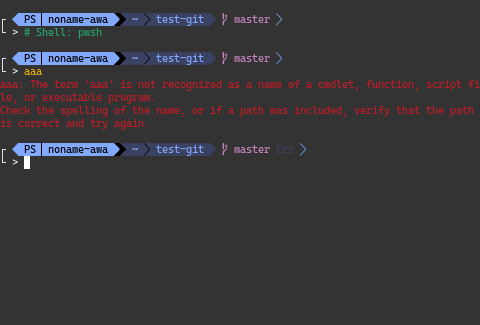 PS noname-awa ~ test-git master
> # Shell: pwsh
PS noname-awa ~ test-git master
> aaa
aaa: The term 'aaa' is not recognized as a name of a cmdlet, function, script fi
le, or executable program.
Check the spelling of the name, or if a path was included, verify that the path
is correct and try again.
PS noname-awa ~ test-git master Err
>